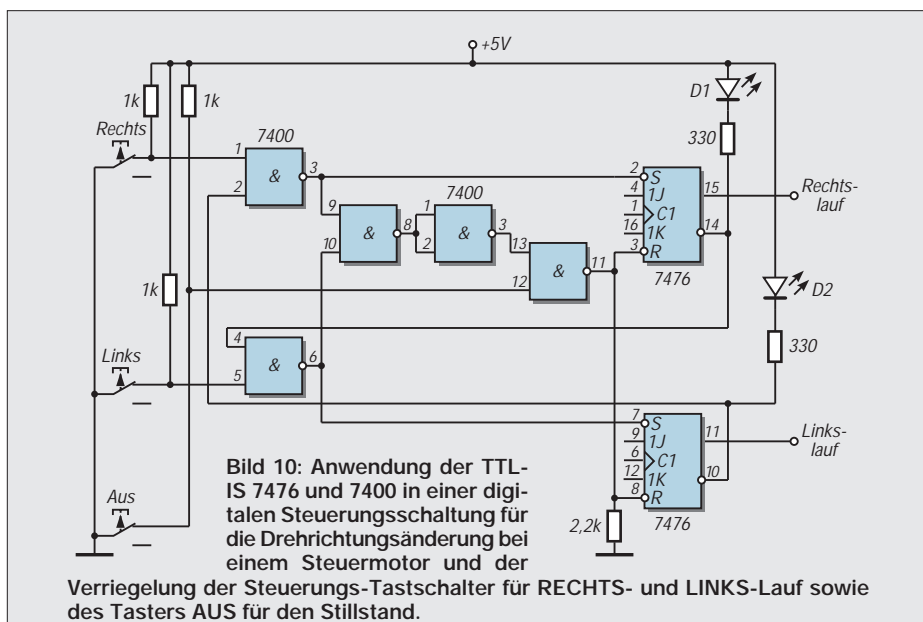 +5V
D1
1k
1k
Rechts
7400
330
1
2
&
3
7400
2
S
4
1J
1
C1
16
1K
3
R
15
14
Rechts-
lauf
7476
9
10
&
8
1
2
&
3
13
12
&
11
1k
D2
330
Links
4
5
&
6
7
S
9
1J
6
C1
12
1K
8
R
11
10
Links-
lauf
7476
2,2k
Aus
Bild 10: Anwendung der TTL-
IS 7476 und 7400 in einer digi-
talen Steuerungsschaltung für
die Drehrichtungsänderung bei
einem Steuermotor und der
Verriegelung der Steuerungs-Tastschalter für RECHTS- und LINKS-Lauf sowie
des Tasters AUS für den Stillstand.